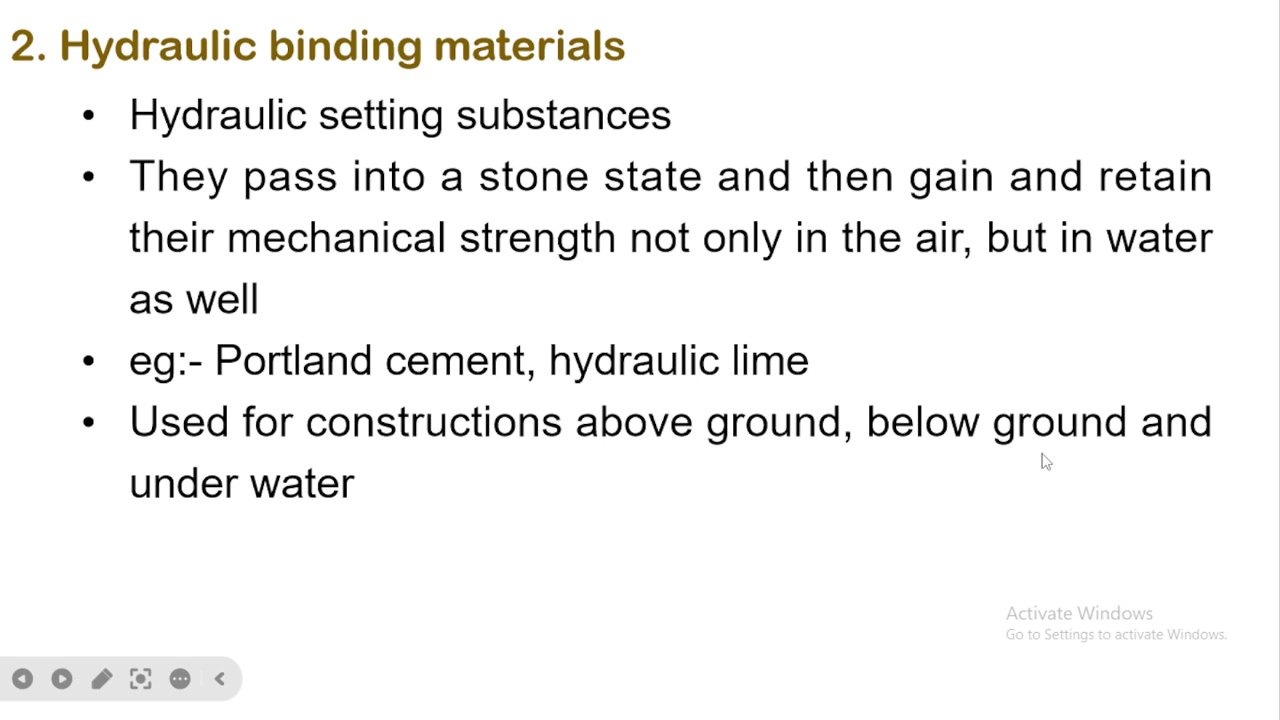 2. Hydraulic binding materials
• Hydraulic setting substances
• They pass into a stone state and then gain and retain
their mechanical strength not only in the air, but in water
as well
• eg:- Portland cement, hydraulic lime
• Used for constructions above ground, below ground and
under water
Activate Windows
Go to Settings to activate Windows.